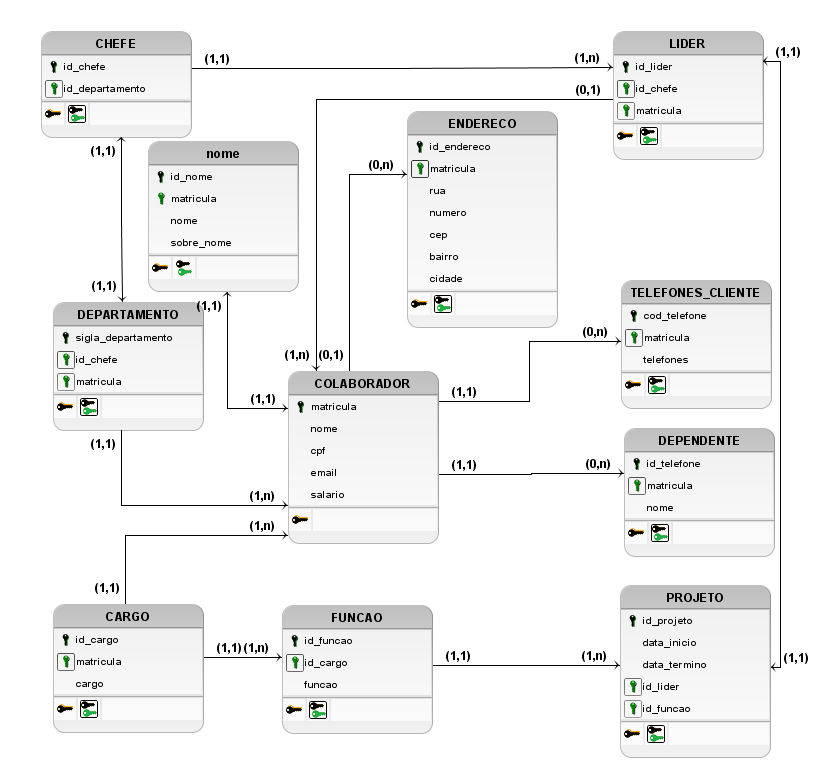 CHEFE
id_chefe
id_departamento
(1,1)
(1,n)
LIDER
id_lider
id_chefe
matricula
(1,1)
(0,1)
ENDERECO
id_endereco
matricula
rua
numero
cep
bairro
cidade
(1,1)
nome
id_nome
matricula
nome
sobre_nome
(0,n)
(1,1)
(1,1)
DEPARTAMENTO
sigla_departamento
id_chefe
matricula
TELEFONES_CLIENTE
cod_telefone
matricula
telefones
(0,n)
(1,n)
(0,1)
COLABORADOR
matricula
nome
cpf
email
salario
(1,1)
(1,1)
(1,1)
(1,n)
DEPENDENTE
id_telefone
matricula
nome
(1,1)
(0,n)
(1,n)
(1,1)
CARGO
id_cargo
matricula
cargo
(1,1)
(1,n)
FUNCAO
id_funcao
id_cargo
funcao
(1,1)
(1,n)
PROJETO
id_projeto
data_inicio
data_termino
id_lider
id_funcao
(1,1)